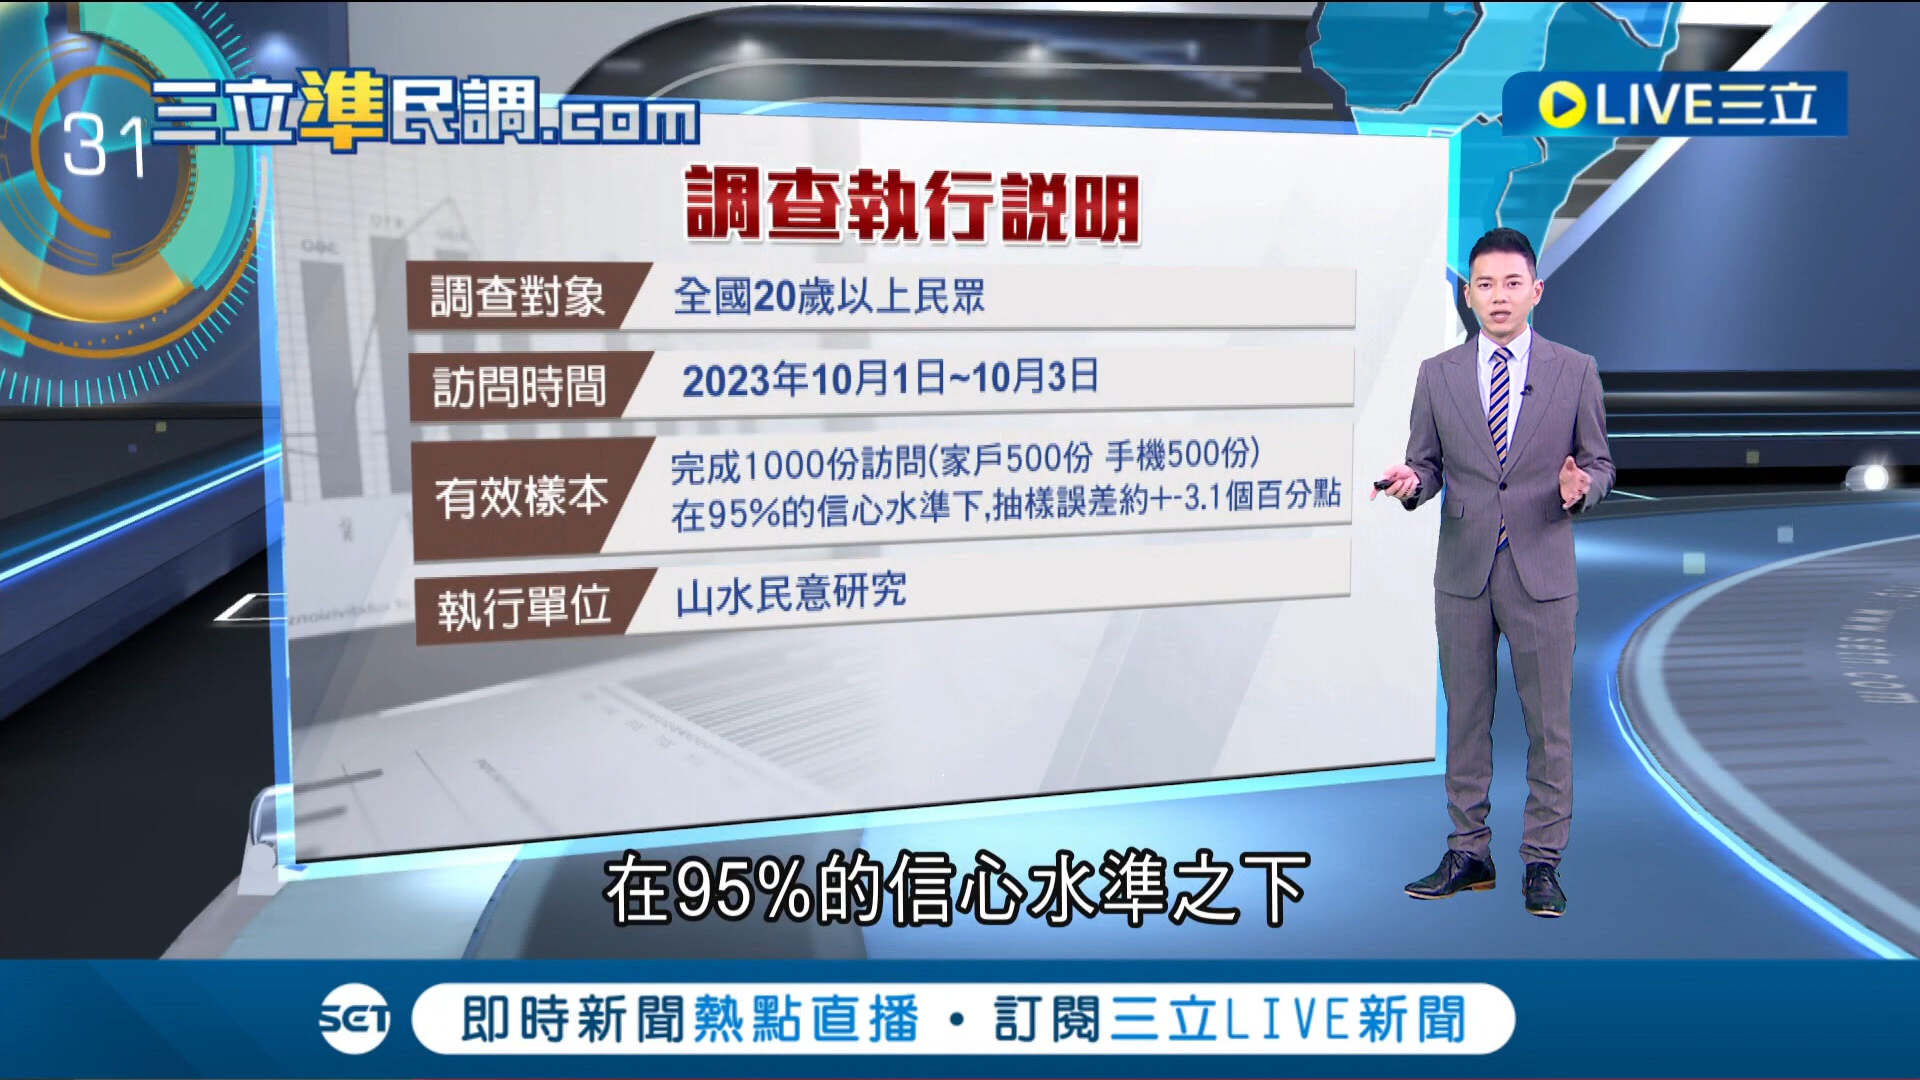 31
三立準民調.com
LIVE三立
調查執行説明
調查對象 全國20歲以上民眾
訪問時間 2023年10月1日~10月3日
有效樣本
完成1000份訪問(家戶500份 手機500份)
在95%的信心水準下,抽樣誤差約+-3.1個百分點
執行單位 山水民意研究
在95%的信心水準之下
SET 即時新聞熱點直播・訂閱三立LIVE新聞